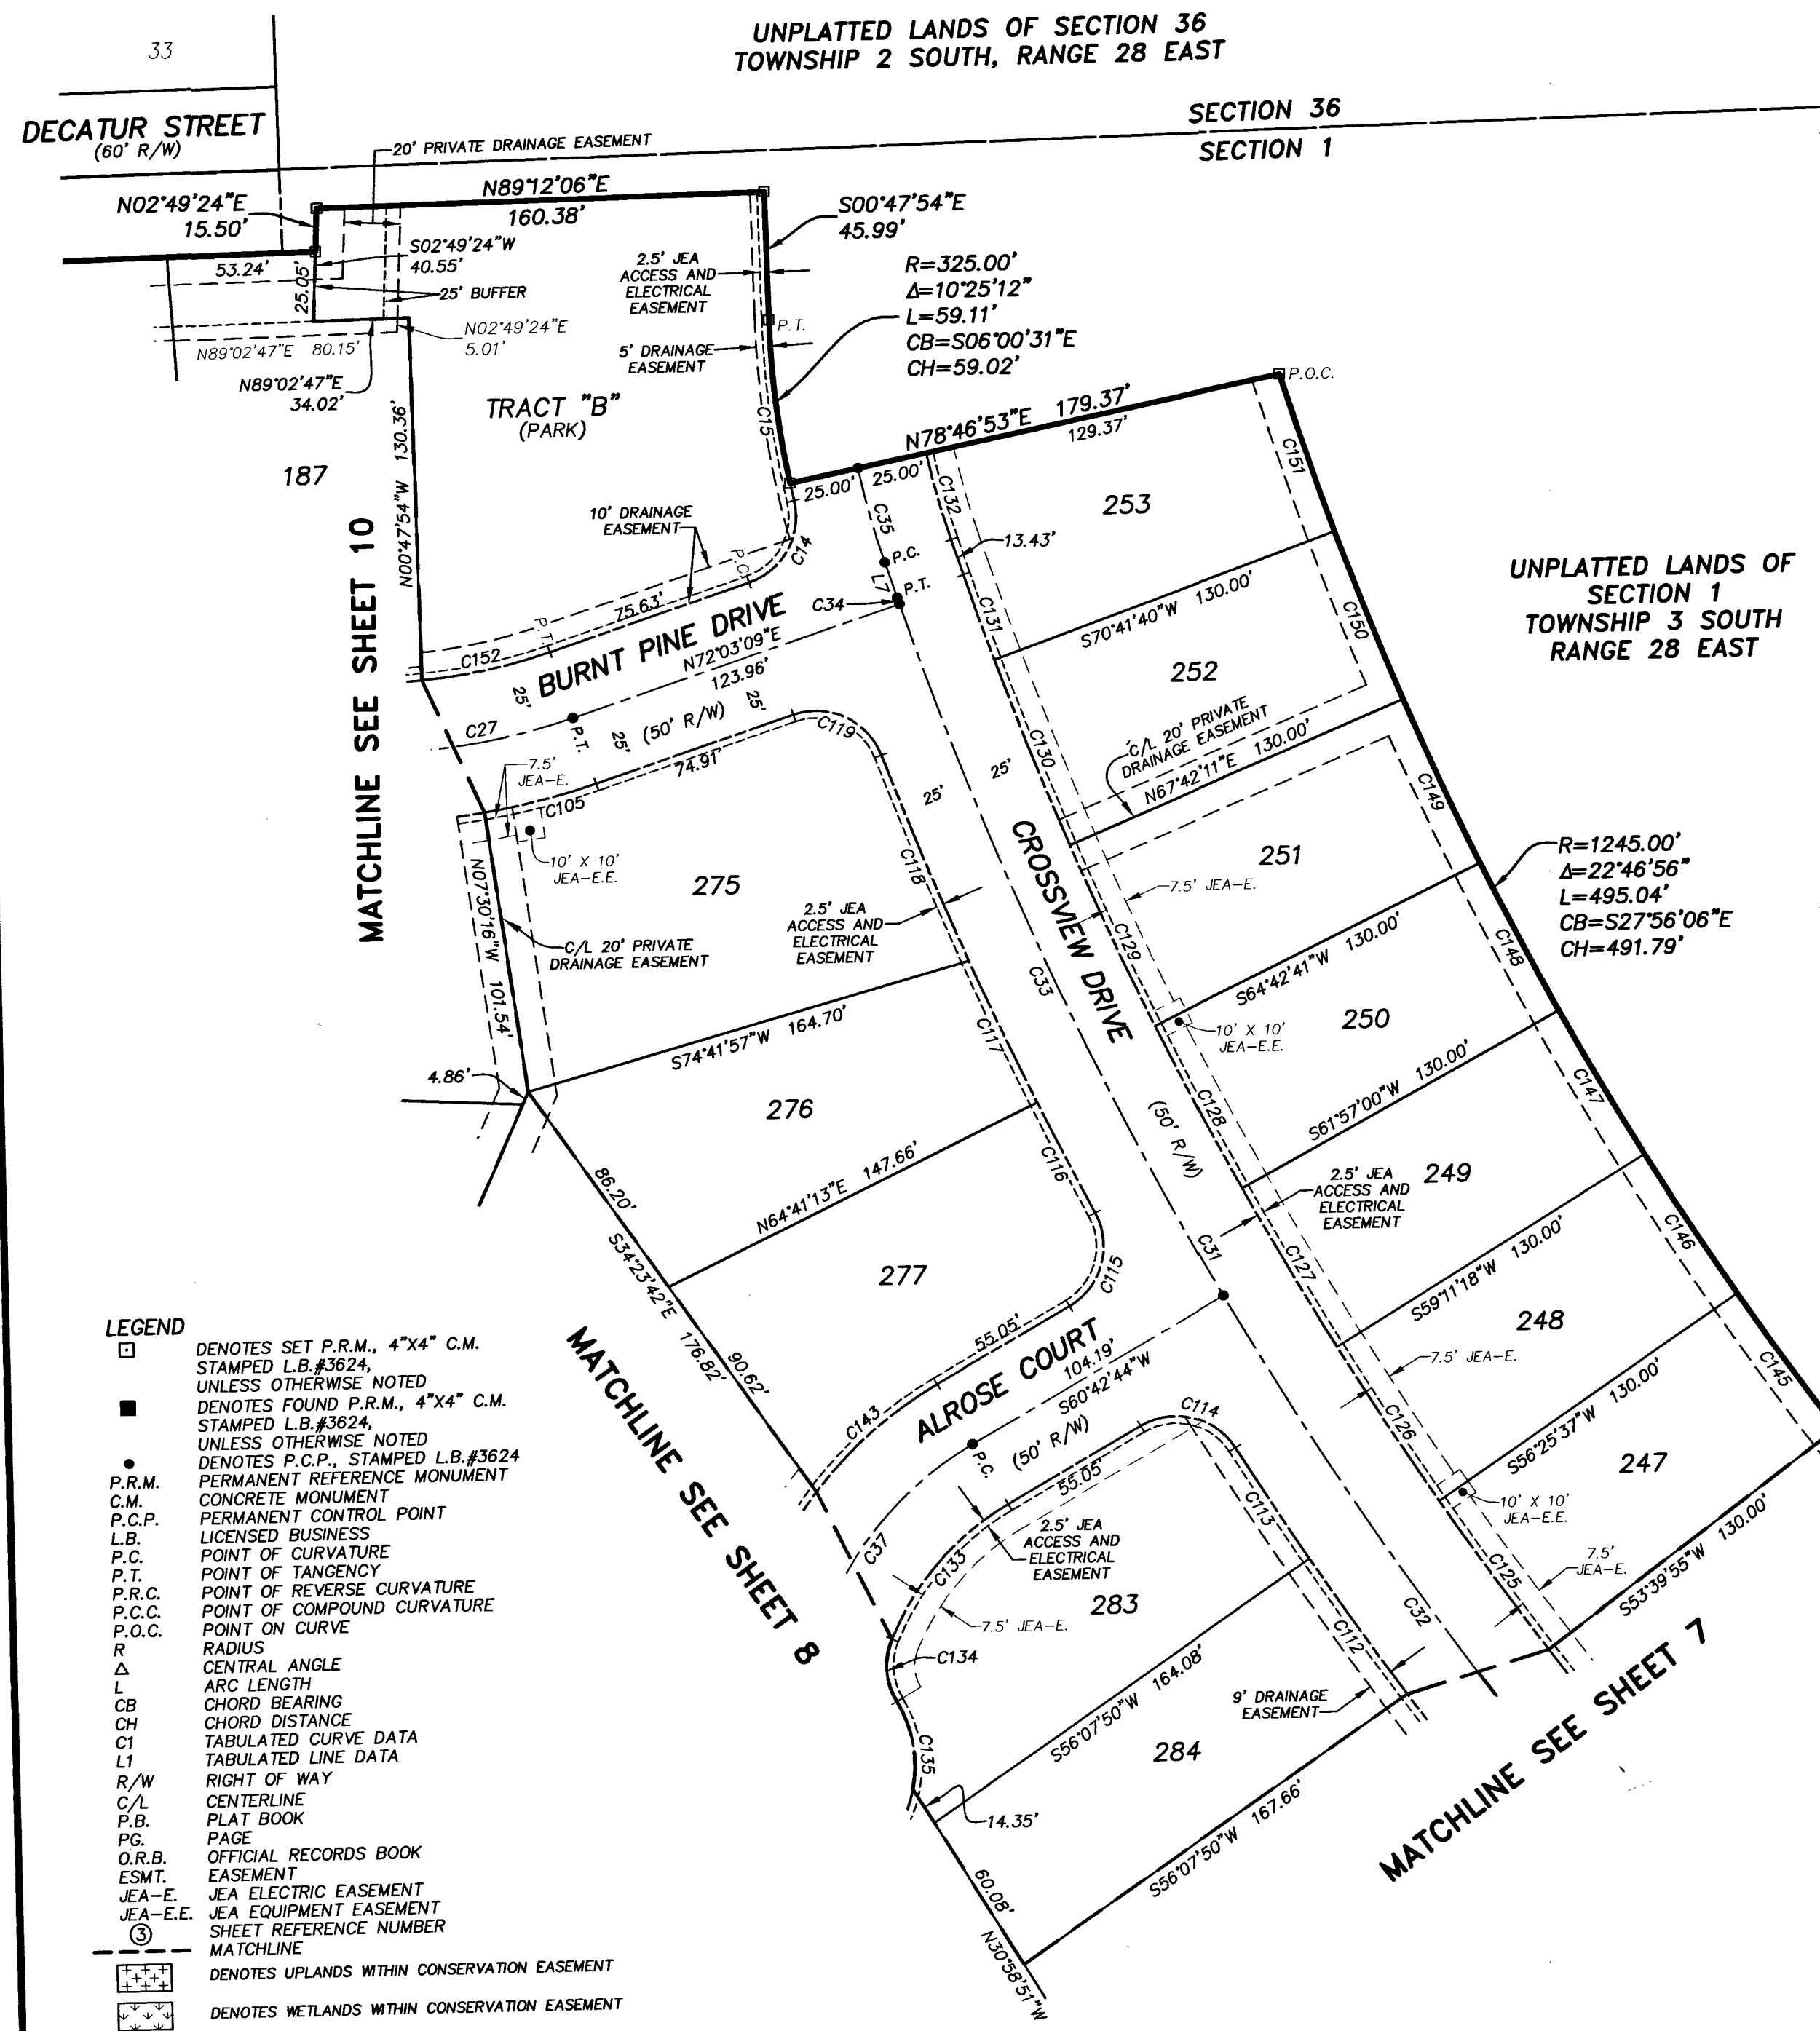 UNPLATTED LANDS OF SECTION 36
TOWNSHIP 2 SOUTH, RANGE 28 EAST
33
DECATUR STREET
(60' R/W)
SECTION 36
SECTION 1
20' PRIVATE DRAINAGE EASEMENT
N02°49'24"E
15.50'
N89°12'06"E
160.38'
S00°47'54"E
45.99'
53.24'
25.05'
S02°49'24"W
40.55'
25' BUFFER
2.5' JEA
ACCESS AND
ELECTRICAL
EASEMENT
R=325.00'
Δ=10°25'12"
L=59.11'
CB=S06°00'31"E
CH=59.02'
P.T.
N02°49'24"E
5.01'
N89°02'47"E 80.15'
N89°02'47"E
34.02'
5' DRAINAGE
EASEMENT
TRACT "B"
(PARK)
C15
N00°47'54"W 130.36'
187
MATCHLINE SEE SHEET 10
N78°46'53"E 179.37'
129.37'
P.O.C.
25.00'
25.00'
C151
C132
C35
253
10' DRAINAGE
EASEMENT
P.C.
C14
P.C.
13.43'
L7
P.T.
C34
75.63'
P.T.
C152
BURNT PINE DRIVE
N72°03'09"E
123.96'
(50' R/W)
25'
25'
25'
C27
P.T.
C131
S70°41'40"W 130.00'
C150
252
UNPLATTED LANDS OF
SECTION 1
TOWNSHIP 3 SOUTH
RANGE 28 EAST
C/L 20' PRIVATE
DRAINAGE EASEMENT
N67°42'11"E 130.00'
C130
C119
74.91'
7.5'
JEA-E.
C105
10' X 10'
JEA-E.E.
25'
25'
CROSSVIEW DRIVE
C149
251
7.5' JEA-E.
R=1245.00'
Δ=22°46'56"
L=495.04'
CB=S27°56'06"E
CH=491.79'
N07°30'16"W 101.54'
275
C118
2.5' JEA
ACCESS AND
ELECTRICAL
EASEMENT
C/L 20' PRIVATE
DRAINAGE EASEMENT
C129
C148
S64°42'41"W 130.00'
C33
250
10' X 10'
JEA-E.E.
S74°41'57"W 164.70'
C117
4.86'
276
S61°57'00"W 130.00'
C147
(50' R/W)
C128
N64°41'13"E 147.66'
C116
2.5' JEA
ACCESS AND
ELECTRICAL
EASEMENT
249
86.20'
S34°23'42"E 176.82'
90.62'
277
C115
C31
C127
C146
S59°11'18"W 130.00'
248
MATCHLINE SEE SHEET 8
55.05'
ALROSE COURT
104.19'
S60°42'44"W
(50' R/W)
P.C.
C143
C37
7.5' JEA-E.
C145
C126
S56°25'37"W 130.00'
247
C114
55.05'
C113
10' X 10'
JEA-E.E.
2.5' JEA
ACCESS AND
ELECTRICAL
EASEMENT
C133
283
7.5' JEA-E.
C134
C125
7.5'
JEA-E.
S53°39'55"W 130.00'
C32
C112
S56°07'50"W 164.08'
9' DRAINAGE
EASEMENT
C135
284
14.35'
S56°07'50"W 167.66'
60.08'
N30°58'51"W
MATCHLINE SEE SHEET 7
LEGEND
DENOTES SET P.R.M., 4"X4" C.M.
STAMPED L.B.#3624,
UNLESS OTHERWISE NOTED
DENOTES FOUND P.R.M., 4"X4" C.M.
STAMPED L.B.#3624,
UNLESS OTHERWISE NOTED
DENOTES P.C.P., STAMPED L.B.#3624
P.R.M. PERMANENT REFERENCE MONUMENT
C.M. CONCRETE MONUMENT
P.C.P. PERMANENT CONTROL POINT
L.B. LICENSED BUSINESS
P.C. POINT OF CURVATURE
P.T. POINT OF TANGENCY
P.R.C. POINT OF REVERSE CURVATURE
P.C.C. POINT OF COMPOUND CURVATURE
P.O.C. POINT ON CURVE
R RADIUS
Δ CENTRAL ANGLE
L ARC LENGTH
CB CHORD BEARING
CH CHORD DISTANCE
C1 TABULATED CURVE DATA
L1 TABULATED LINE DATA
R/W RIGHT OF WAY
C/L CENTERLINE
P.B. PLAT BOOK
PG. PAGE
O.R.B. OFFICIAL RECORDS BOOK
ESMT. EASEMENT
JEA-E. JEA ELECTRIC EASEMENT
JEA-E.E. JEA EQUIPMENT EASEMENT
3 SHEET REFERENCE NUMBER
MATCHLINE
DENOTES UPLANDS WITHIN CONSERVATION EASEMENT
DENOTES WETLANDS WITHIN CONSERVATION EASEMENT